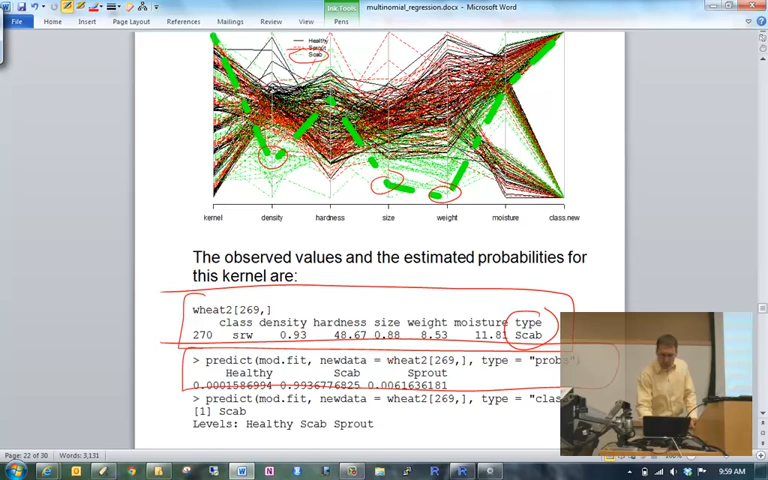 Ink Tools
multinomial_regression.docx - Microsoft Word
File Home Insert Page Layout References Mailings Review View Pens
Healthy
Sprout
Scab
kernel density hardness size weight moisture class.new
The observed values and the estimated probabilities for
this kernel are:
wheat2[269,]
class density hardness size weight moisture type
270 srw 0.93 48.67 0.88 8.53 11.81 Scab
> predict(mod.fit, newdata = wheat2[269,], type = "probs")
Healthy Scab Sprout
0.0001586994 0.9936776825 0.0061636181
> predict(mod.fit, newdata = wheat2[269,], type = "clas
[1] Scab
Levels: Healthy Scab Sprout
Page: 22 of 30 Words: 3,131
9:59 AM